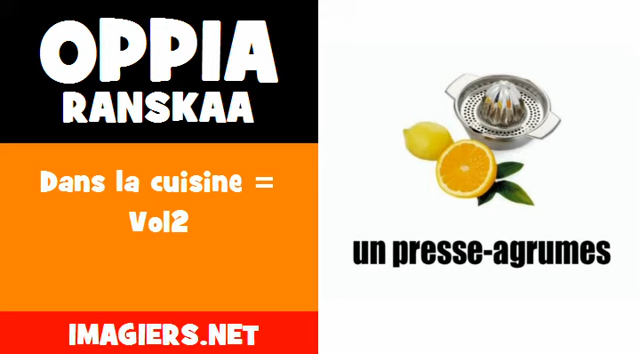 OPPIA
RANSKAA
Dans la cuisine =
Vol2
IMAGIERS.NET
un presse-agrumes